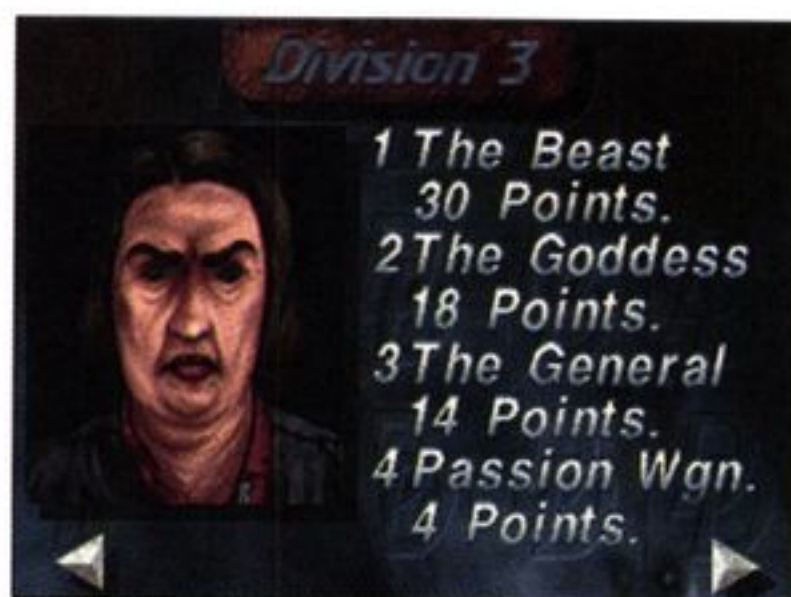 Division 3
1 The Beast
30 Points.
2 The Goddess
18 Points.
3 The General
14 Points.
4 Passion Wgn.
4 Points.